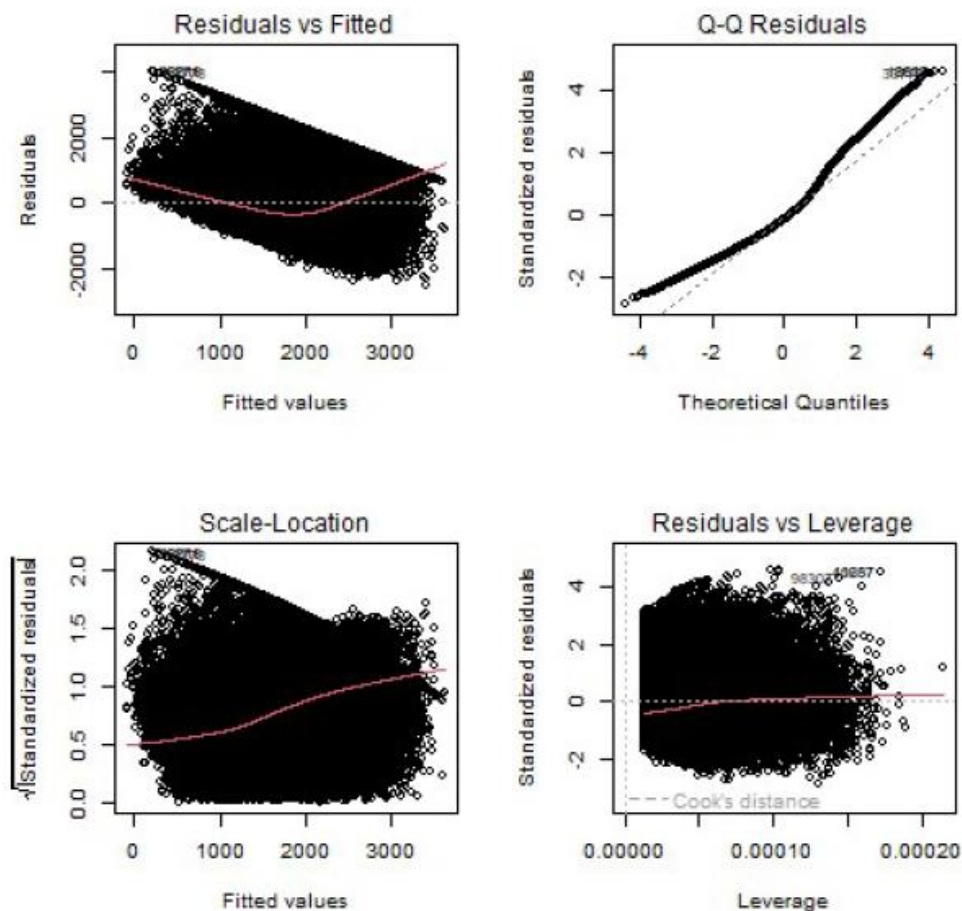 Residuals vs Fitted
Residuals
2000
0
-2000
0
1000
2000
3000
Fitted values
Q-Q Residuals
Standardized residuals
4
2
0
-2
-4
-2
0
2
4
Theoretical Quantiles
Scale-Location
√|Standardized residuals|
2.0
1.5
1.0
0.5
0.0
0
1000
2000
3000
Fitted values
Residuals vs Leverage
Standardized residuals
4
2
0
-2
Cook's distance
0.00000
0.00010
0.00020
Leverage